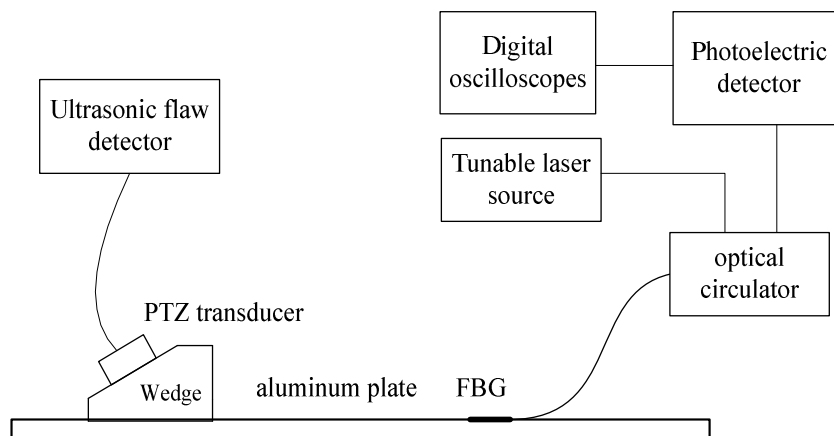 Digital
oscilloscopes
Photoelectric
detector
Ultrasonic flaw
detector
Tunable laser
source
optical
circulator
PTZ transducer
Wedge
aluminum plate
FBG